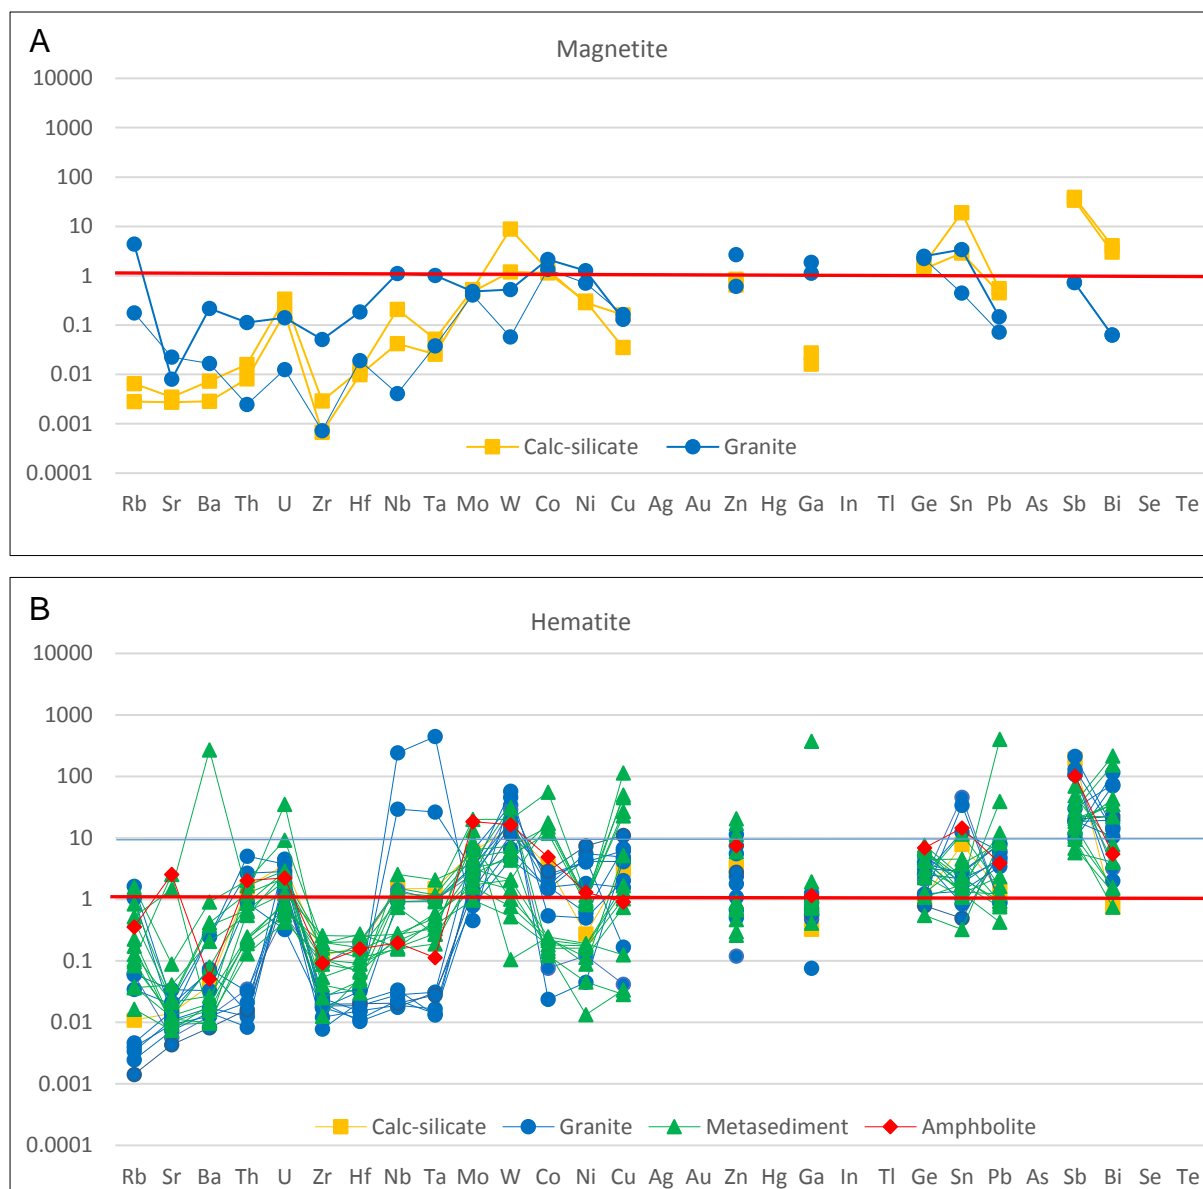 A
Magnetite
10000
1000
100
10
1
0.1
0.01
0.001
0.0001
Calc-silicate Granite
Rb Sr Ba Th U Zr Hf Nb Ta Mo W Co Ni Cu Ag Au Zn Hg Ga In Tl Ge Sn Pb As Sb Bi Se Te
B
Hematite
10000
1000
100
10
1
0.1
0.01
0.001
0.0001
Calc-silicate Granite Metasediment Amphbolite
Rb Sr Ba Th U Zr Hf Nb Ta Mo W Co Ni Cu Ag Au Zn Hg Ga In Tl Ge Sn Pb As Sb Bi Se Te